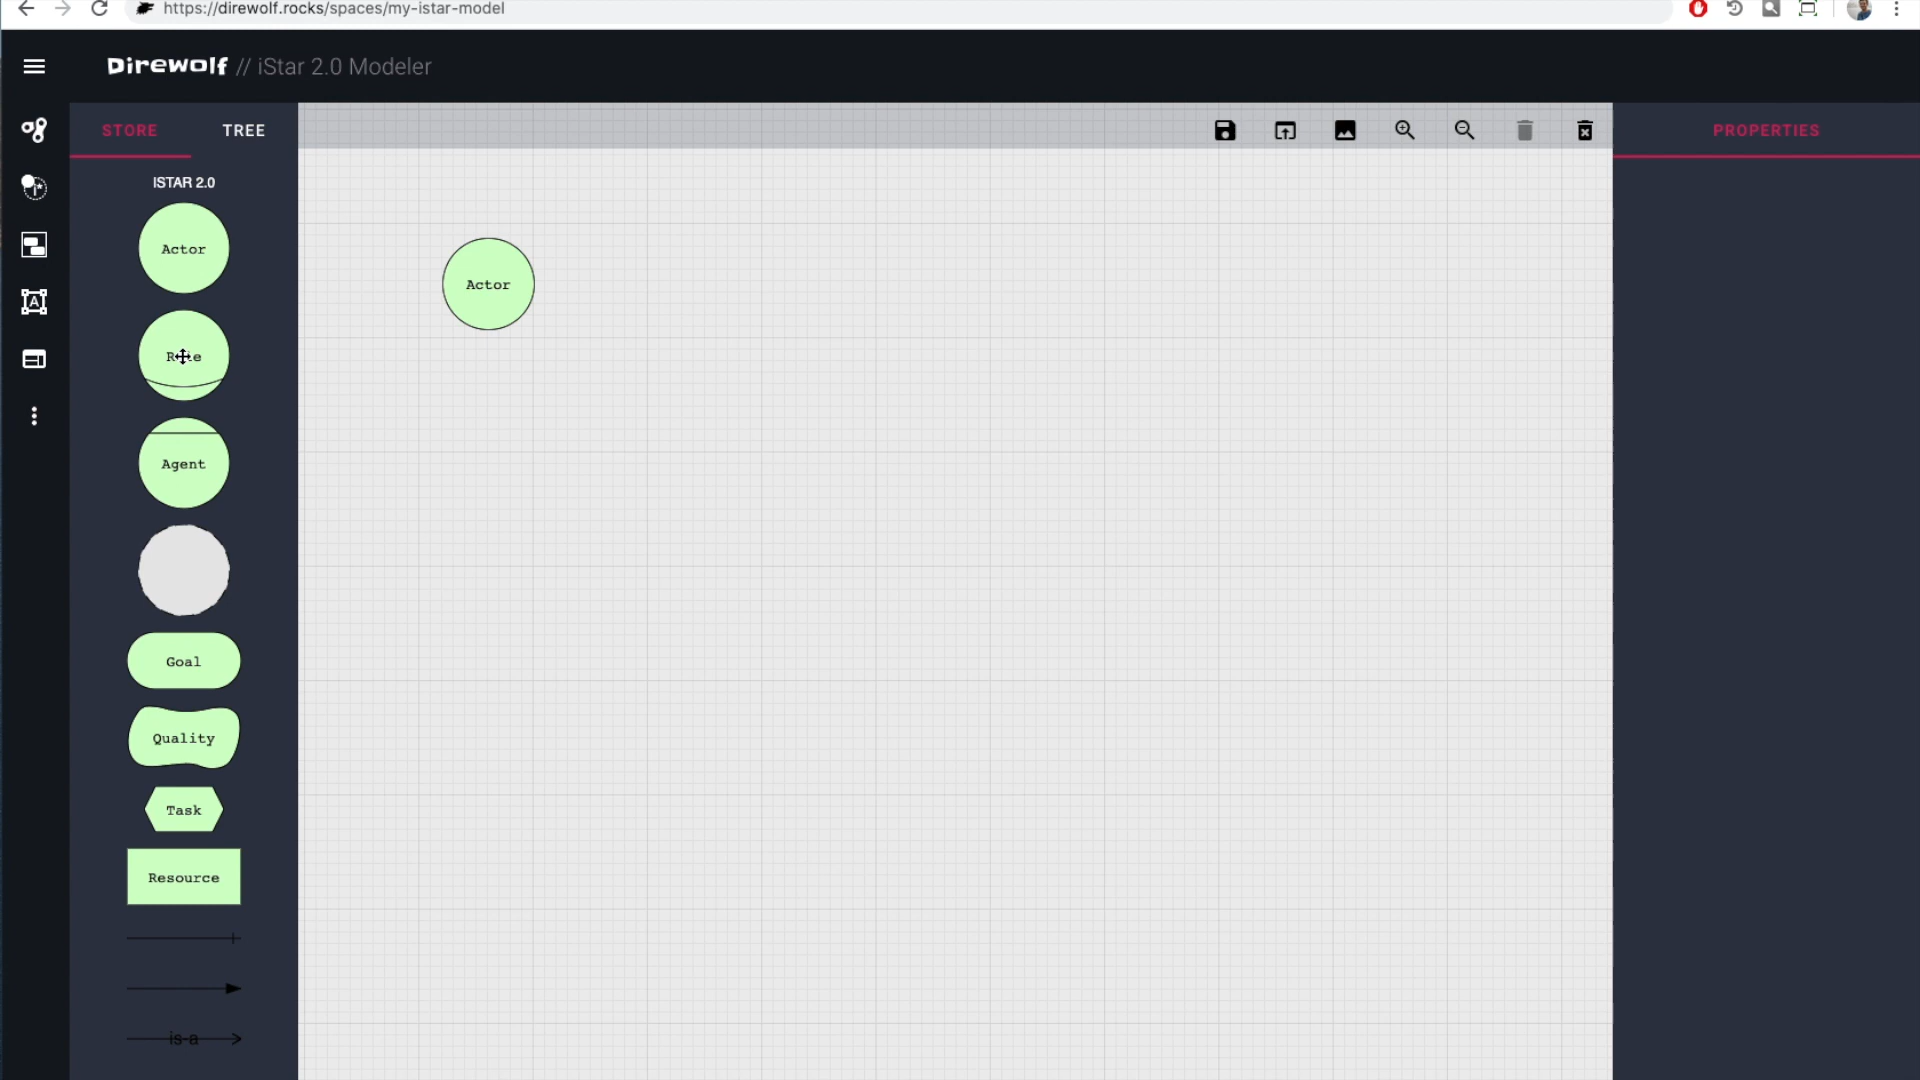 https://direwolf.rocks/spaces/my-istar-model
Direwolf // iStar 2.0 Modeler
STORE TREE
PROPERTIES
ISTAR 2.0
Actor
Actor
Agent
Goal
Quality
Task
Resource
is-a
A